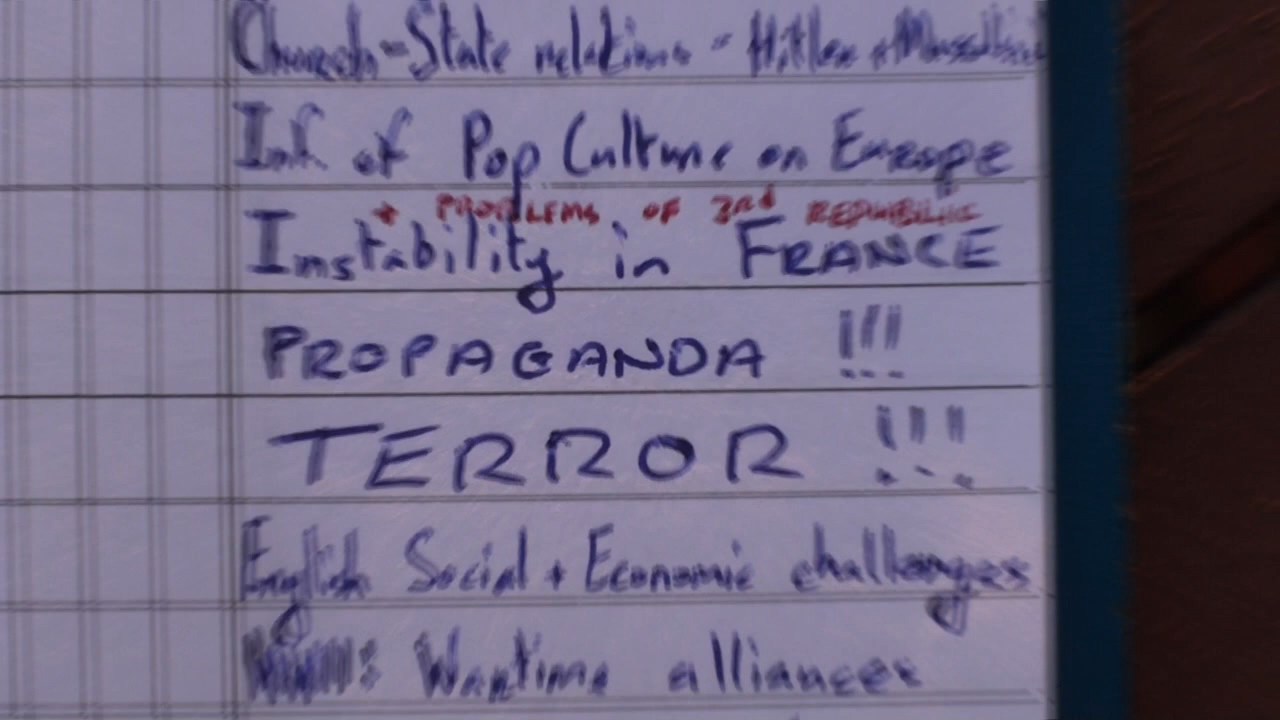 Church-State relations - Hitler + Mussolini
Inf. of Pop Culture on Europe
+ PROBLEMS OF 3rd REPUBLIC
Instability in FRANCE
PROPAGANDA !!!
TERROR !!!
English Social + Economic challenges
Wartime alliances